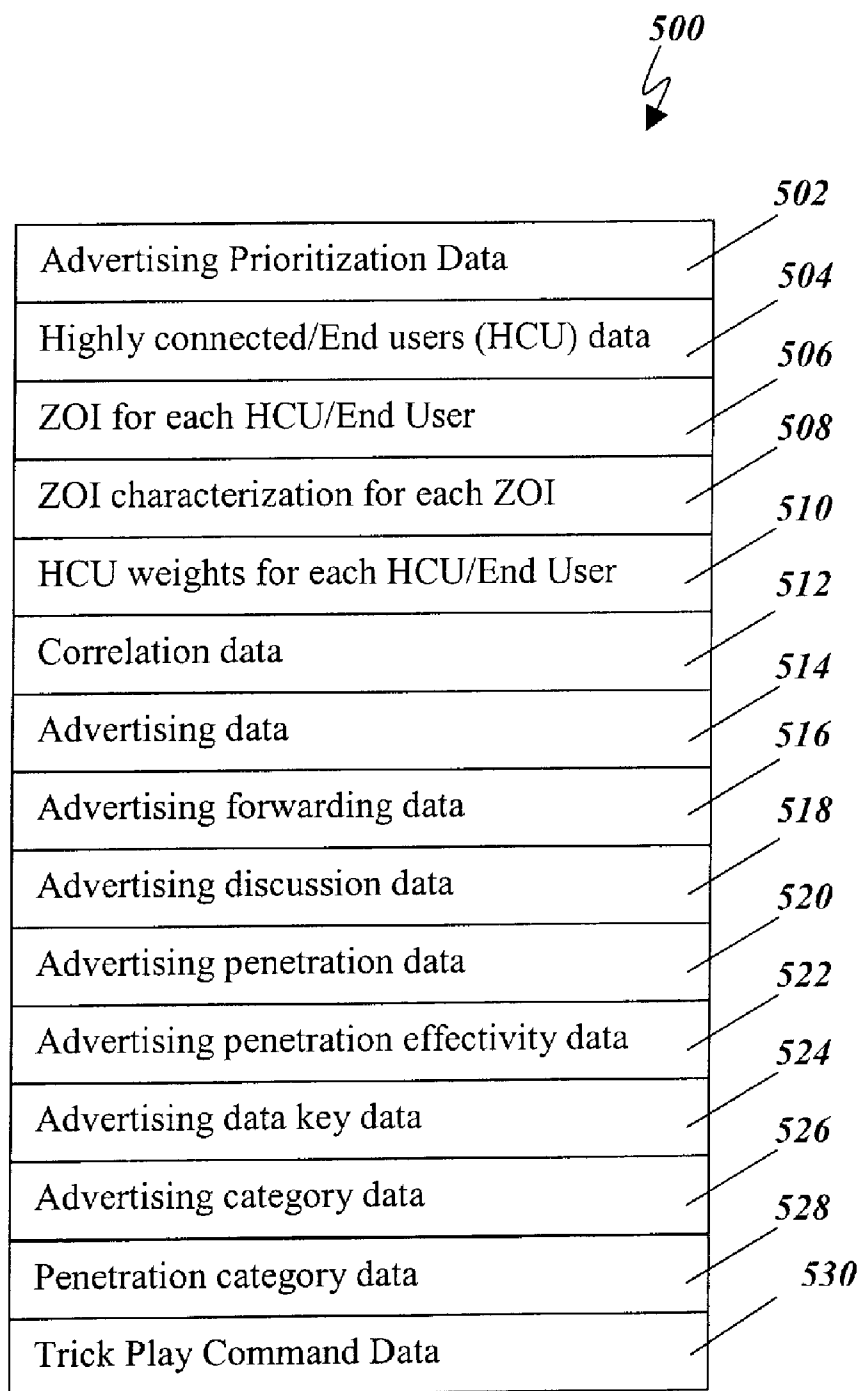 500
502
Advertising Prioritization Data
504
Highly connected/End users (HCU) data
506
ZOI for each HCU/End User
508
ZOI characterization for each ZOI
510
HCU weights for each HCU/End User
512
Correlation data
514
Advertising data
516
Advertising forwarding data
518
Advertising discussion data
520
Advertising penetration data
522
Advertising penetration effectivity data
524
Advertising data key data
526
Advertising category data
528
Penetration category data
530
Trick Play Command Data